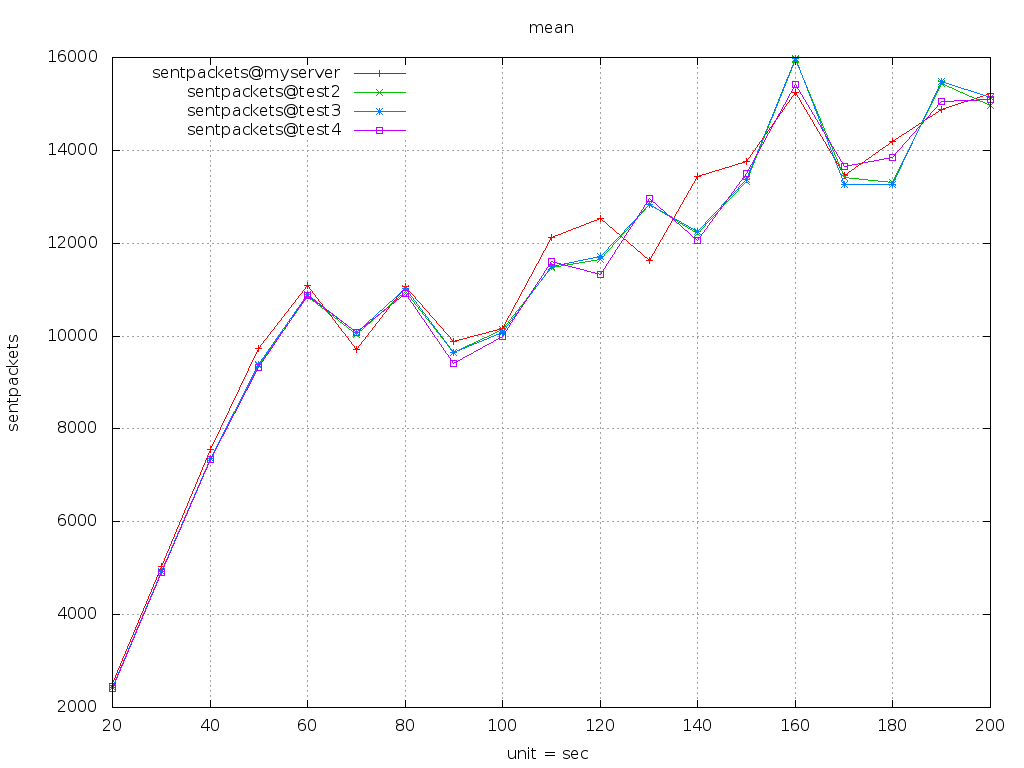 mean
16000
14000
12000
10000
8000
6000
4000
2000
sentpackets
sentpackets@myserver
sentpackets@test2
sentpackets@test3
sentpackets@test4
20 40 60 80 100 120 140 160 180 200
unit = sec